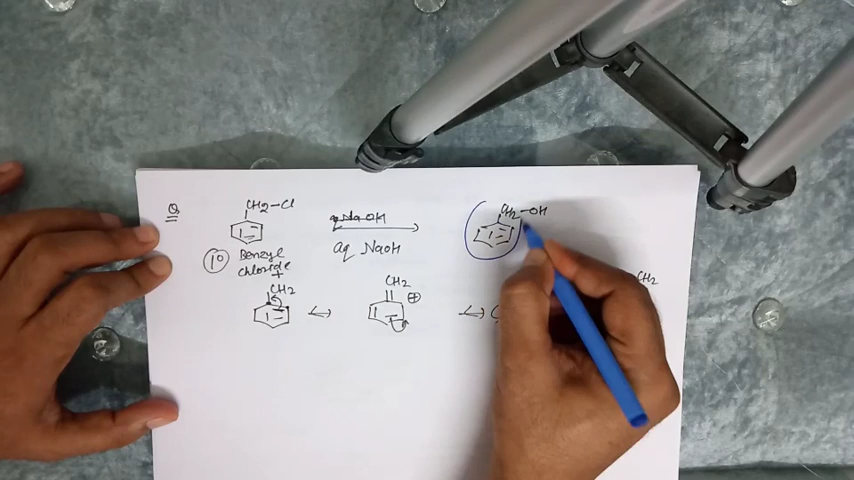 Q CH2-Cl aq NaOH CH2-OH
aq NaOH
1° Benzyl
chloride
+
CH2 ↔ CH2 ⊕ ↔ CH2